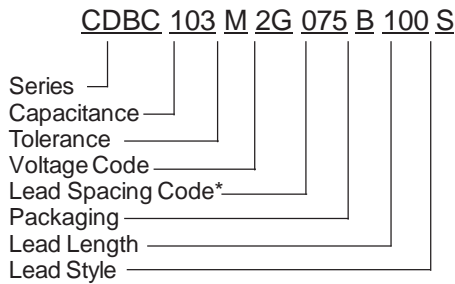 CDBC 103 M 2G 075 B 100 S
Series
Capacitance
Tolerance
Voltage Code
Lead Spacing Code*
Packaging
Lead Length
Lead Style